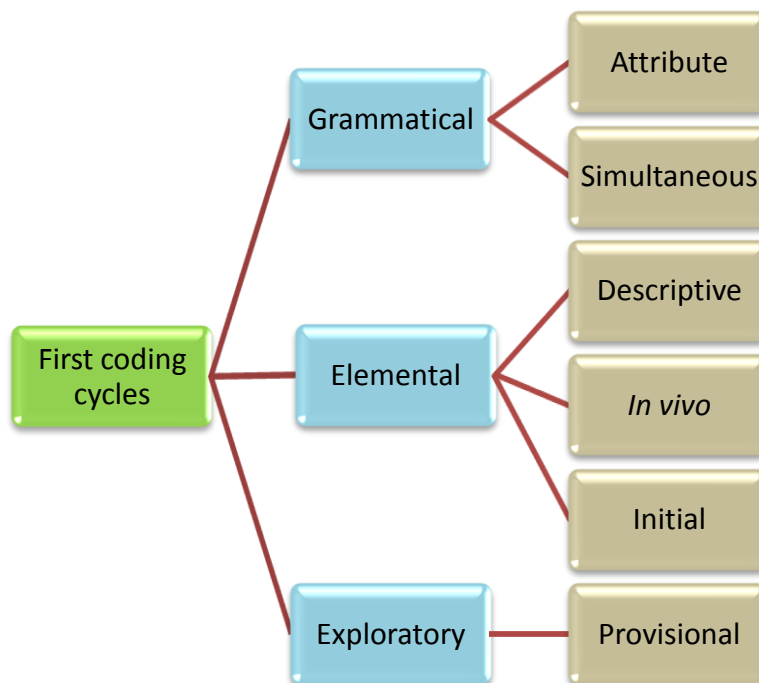 First coding
cycles
Grammatical
Attribute
Simultaneous
Elemental
Descriptive
In vivo
Initial
Exploratory
Provisional